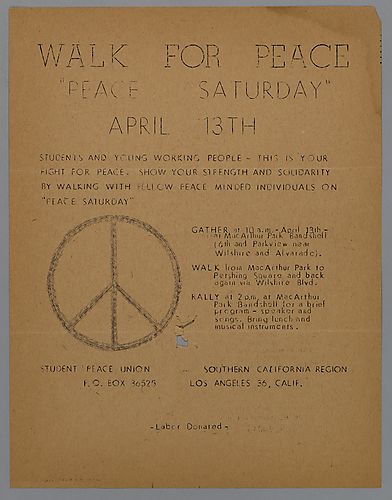 WALK FOR PEACE
"PEACE SATURDAY"
APRIL 13TH
STUDENTS AND YOUNG WORKING PEOPLE - THIS IS YOUR
FIGHT FOR PEACE. SHOW YOUR STRENGTH AND SOLIDARITY
BY WALKING WITH FELLOW PEACE MINDED INDIVIDUALS ON
"PEACE SATURDAY"
GATHER at 10 a.m. - April 13th -
at MacArthur Park Bandshell
(6th and Parkview near
Wilshire and Alvarado).
WALK from MacArthur Park to
Pershing Square and back
again via Wilshire Blvd.
RALLY at 2 p.m. at MacArthur
Park Bandshell for a brief
program - speaker and
songs. Bring lunch and
musical instruments.
STUDENT PEACE UNION - SOUTHERN CALIFORNIA REGION
P.O. BOX 36525 LOS ANGELES 36, CALIF.
- Labor Donated -